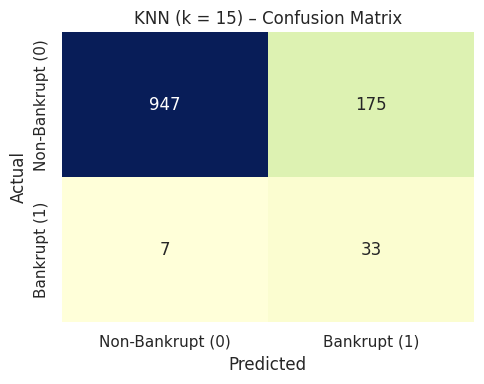 KNN (k = 15) – Confusion Matrix
Actual
Non-Bankrupt (0)
947
175
Bankrupt (1)
7
33
Non-Bankrupt (0)
Bankrupt (1)
Predicted